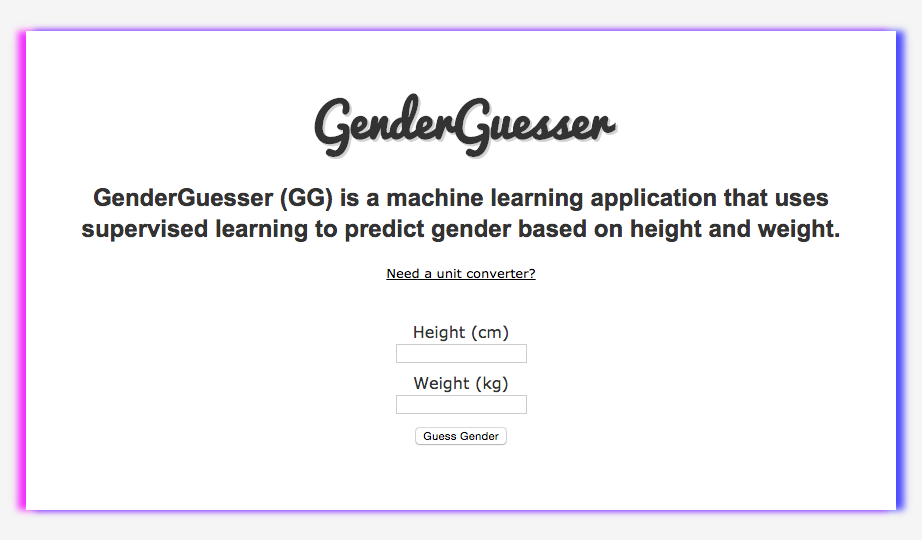 GenderGuesser
GenderGuesser (GG) is a machine learning application that uses
supervised learning to predict gender based on height and weight.
Need a unit converter?
Height (cm)
Weight (kg)
Guess Gender